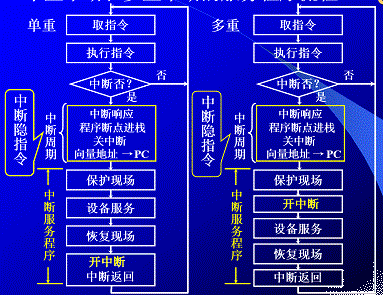 单重
取指令
执行指令
中断否?
否
是
中断隐指令
中断周期
中断响应
程序断点进栈
关中断
向量地址 → PC
中断服务程序
保护现场
设备服务
恢复现场
开中断
中断返回
多重
取指令
执行指令
中断否?
否
是
中断隐指令
中断周期
中断响应
程序断点进栈
关中断
向量地址 → PC
中断服务程序
保护现场
开中断
设备服务
恢复现场
中断返回